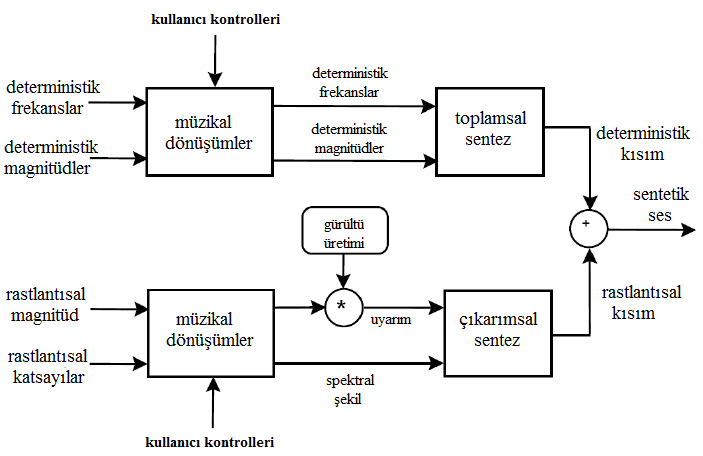 kullanıcı kontrolleri
deterministik
frekanslar
deterministik
magnitüdler
müzikal
dönüşümler
deterministik
frekanslar
deterministik
magnitüdler
toplamsal
sentez
deterministik
kısım
gürültü
üretimi
+
sentetik
ses
rastlantısal
magnitüd
rastlantısal
katsayılar
müzikal
dönüşümler
*
uyarım
spektral
şekil
çıkarımsal
sentez
rastlantısal
kısım
kullanıcı kontrolleri